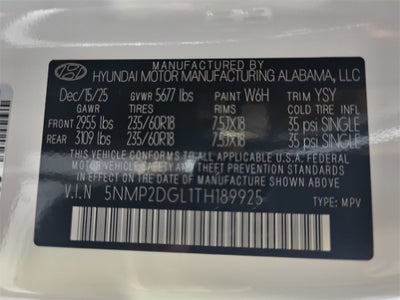 MANUFACTURED BY
HYUNDAI MOTOR MANUFACTURING ALABAMA, LLC
Dec/15/25 GVWR 5677 lbs PAINT W6H TRIM YSY
GAWR TIRES RIMS COLD TIRE INFL
FRONT 2955 lbs 235/60R18 7.5JX18 35 psi SINGLE
REAR 3109 lbs 235/60R18 7.5JX18 35 psi SINGLE
THIS VEHICLE CONFORMS TO ALL APPLICABLE U.S. FEDERAL MOTOR
VEHICLE SAFETY AND THEFT PREVENTION STANDARDS
IN EFFECT ON THE DATE OF MANUFACTURE SHOWN ABOVE.
V.I.N 5NMP2DGL1TH189925 TYPE: MPV